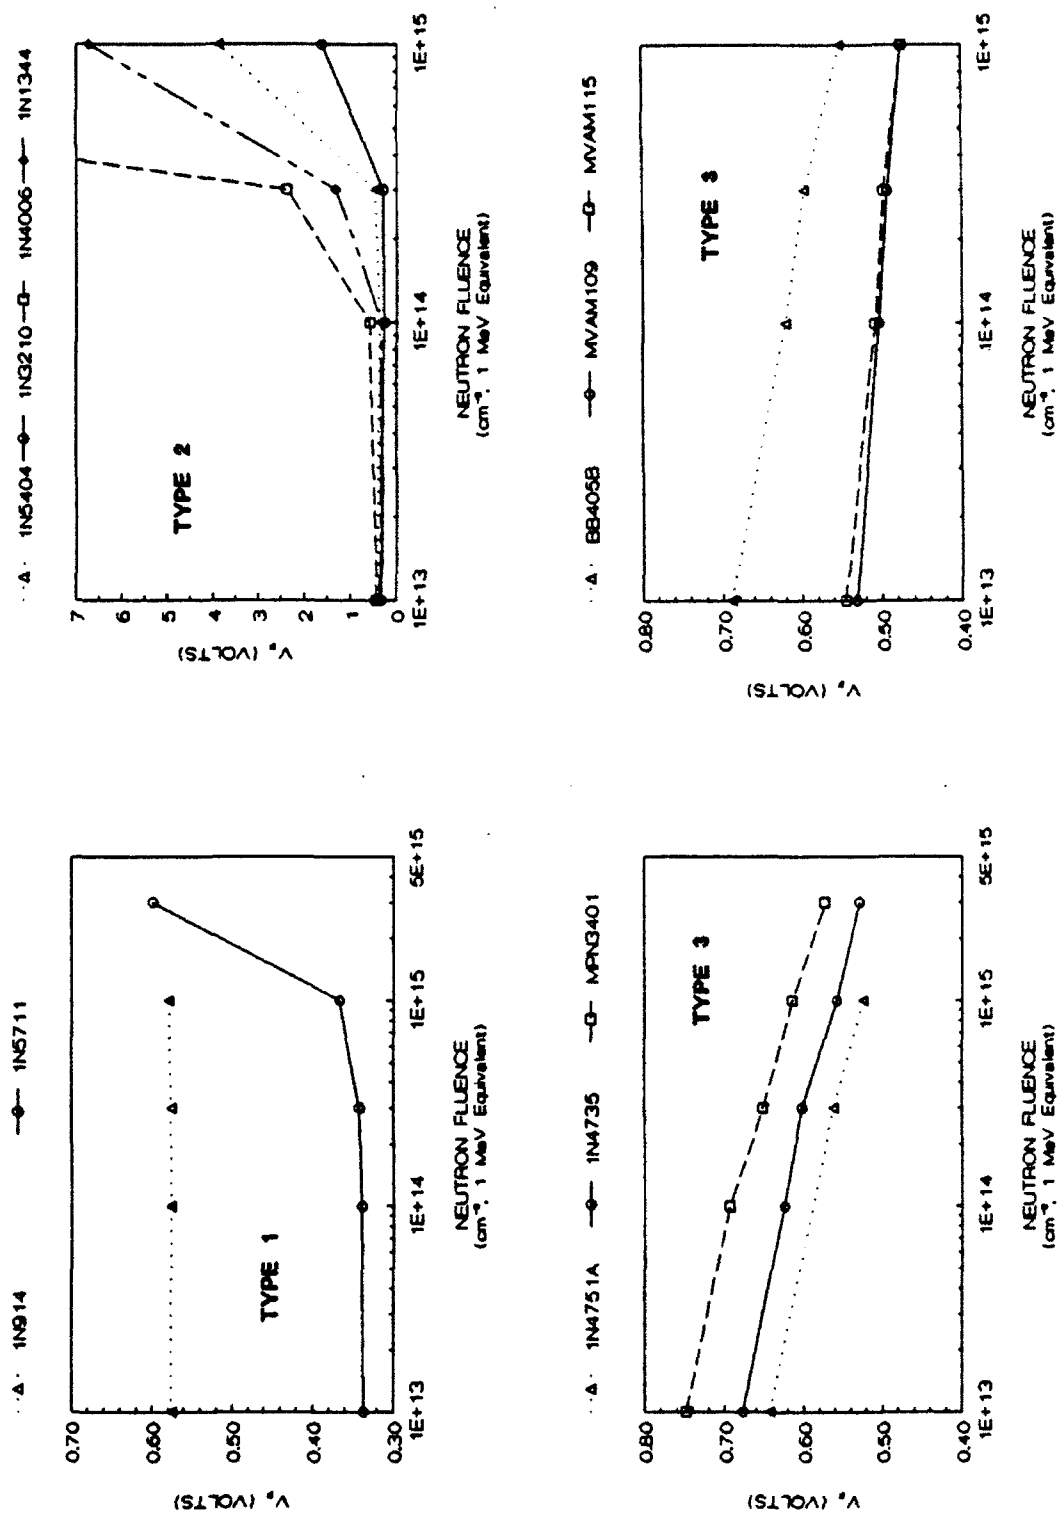 ··△· 1N914 —○— 1N5711
V_F (VOLTS)
0.70
0.60
0.50
0.40
0.30
TYPE 1
1E+13
1E+14
1E+15
5E+15
NEUTRON FLUENCE
(cm⁻², 1 MeV Equivalent)
··△· 1N5404 —○— 1N3210 —□— 1N4006 —◆— 1N1344
V_F (VOLTS)
7
6
5
4
3
2
1
0
TYPE 2
1E+13
1E+14
1E+15
NEUTRON FLUENCE
(cm⁻², 1 MeV Equivalent)
··△· 1N4751A —○— 1N4735 —□— MPN3401
V_F (VOLTS)
0.80
0.70
0.60
0.50
0.40
TYPE 3
1E+13
1E+14
1E+15
5E+15
NEUTRON FLUENCE
(cm⁻², 1 MeV Equivalent)
··△· BB405B —○— MVAM109 —□— MVAM115
V_F (VOLTS)
0.80
0.70
0.60
0.50
0.40
TYPE 3
1E+13
1E+14
1E+15
NEUTRON FLUENCE
(cm⁻², 1 MeV Equivalent)